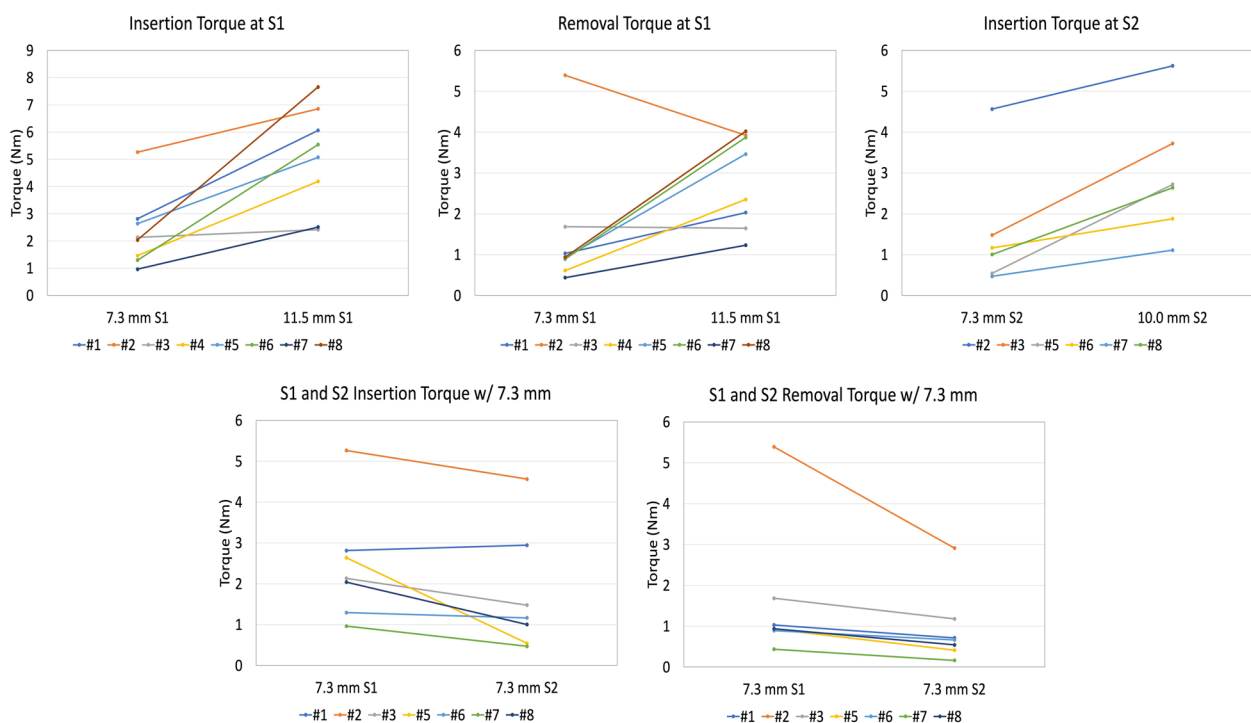 Insertion Torque at S1
Torque (Nm)
9
8
7
6
5
4
3
2
1
0
7.3 mm S1 11.5 mm S1
#1 #2 #3 #4 #5 #6 #7 #8
Removal Torque at S1
Torque (Nm)
6
5
4
3
2
1
0
7.3 mm S1 11.5 mm S1
#1 #2 #3 #4 #5 #6 #7 #8
Insertion Torque at S2
Torque (Nm)
6
5
4
3
2
1
0
7.3 mm S2 10.0 mm S2
#2 #3 #5 #6 #7 #8
S1 and S2 Insertion Torque w/ 7.3 mm
Torque (Nm)
6
5
4
3
2
1
0
7.3 mm S1 7.3 mm S2
#1 #2 #3 #5 #6 #7 #8
S1 and S2 Removal Torque w/ 7.3 mm
Torque (Nm)
6
5
4
3
2
1
0
7.3 mm S1 7.3 mm S2
#1 #2 #3 #5 #6 #7 #8